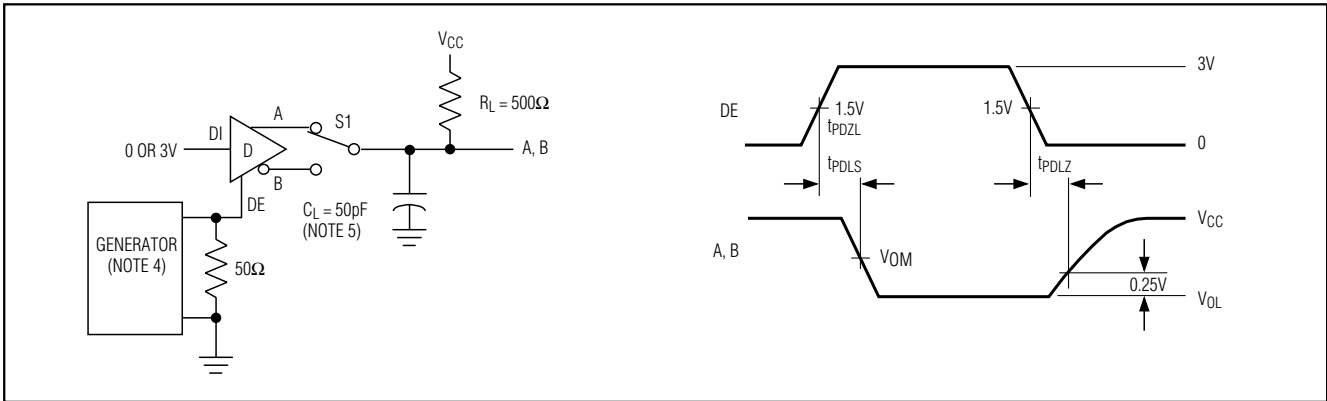 VCC
RL = 500Ω
A
S1
DI
0 OR 3V
D
B
A, B
DE
CL = 50pF
(NOTE 5)
GENERATOR
(NOTE 4)
50Ω
3V
DE
1.5V
1.5V
tPDZL
0
tPDLS
tPDLZ
VCC
A, B
VOM
0.25V
VOL